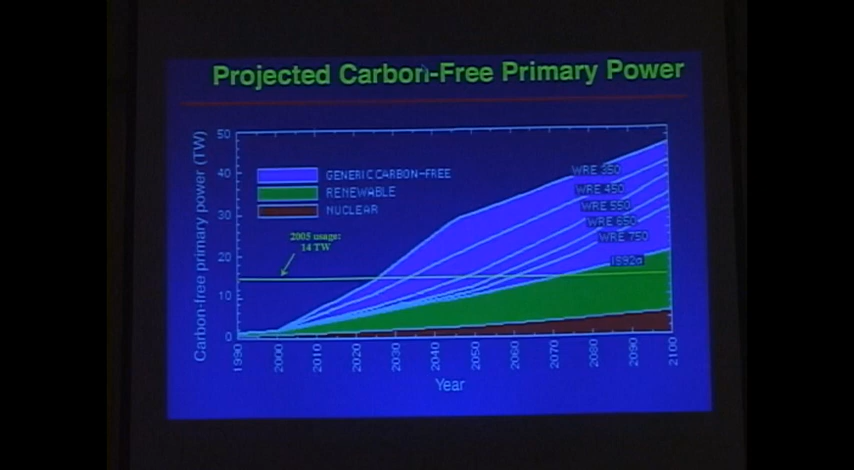 Projected Carbon-Free Primary Power
Carbon-free primary power (TW)
50
40
30
20
10
0
GENERIC CARBON-FREE
RENEWABLE
NUCLEAR
2005 usage:
14 TW
WRE 350
WRE 450
WRE 550
WRE 650
WRE 750
IS92a
1990
2000
2010
2020
2030
2040
2050
2060
2070
2080
2090
2100
Year